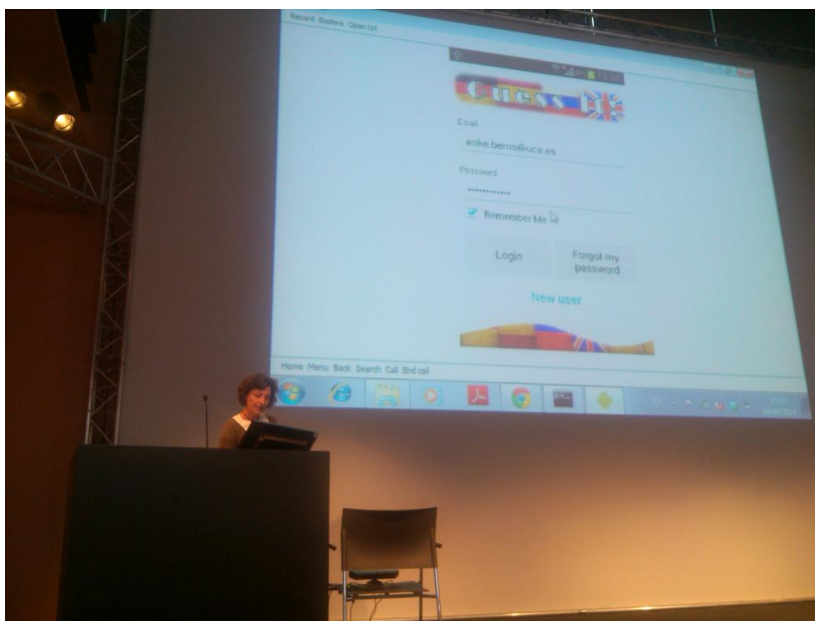 Record Explore Open Url
Guess it!
Email
anke.berns@uca.es
Password
Remember Me
Login
Forgot my
password
New user
Home Menu Back Search Call End call